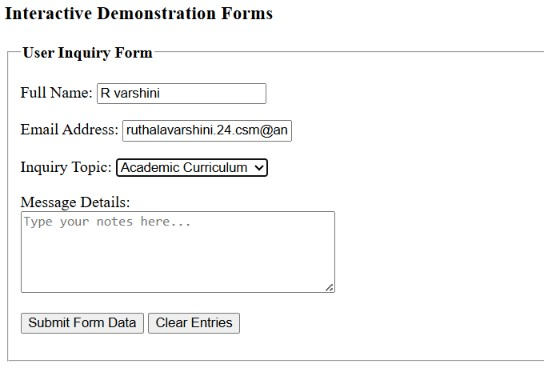 Interactive Demonstration Forms
User Inquiry Form
Full Name: R varshini
Email Address: ruthalavarshini.24.csm@an
Inquiry Topic: Academic Curriculum
Message Details:
Type your notes here...
Submit Form Data Clear Entries